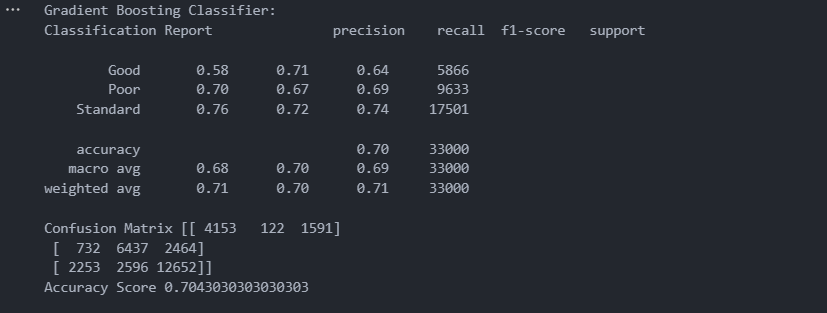 Gradient Boosting Classifier:
Classification Report precision recall f1-score support
Good 0.58 0.71 0.64 5866
Poor 0.70 0.67 0.69 9633
Standard 0.76 0.72 0.74 17501
accuracy 0.70 33000
macro avg 0.68 0.70 0.69 33000
weighted avg 0.71 0.70 0.71 33000
Confusion Matrix [[ 4153 122 1591]
[ 732 6437 2464]
[ 2253 2596 12652]]
Accuracy Score 0.7043030303030303